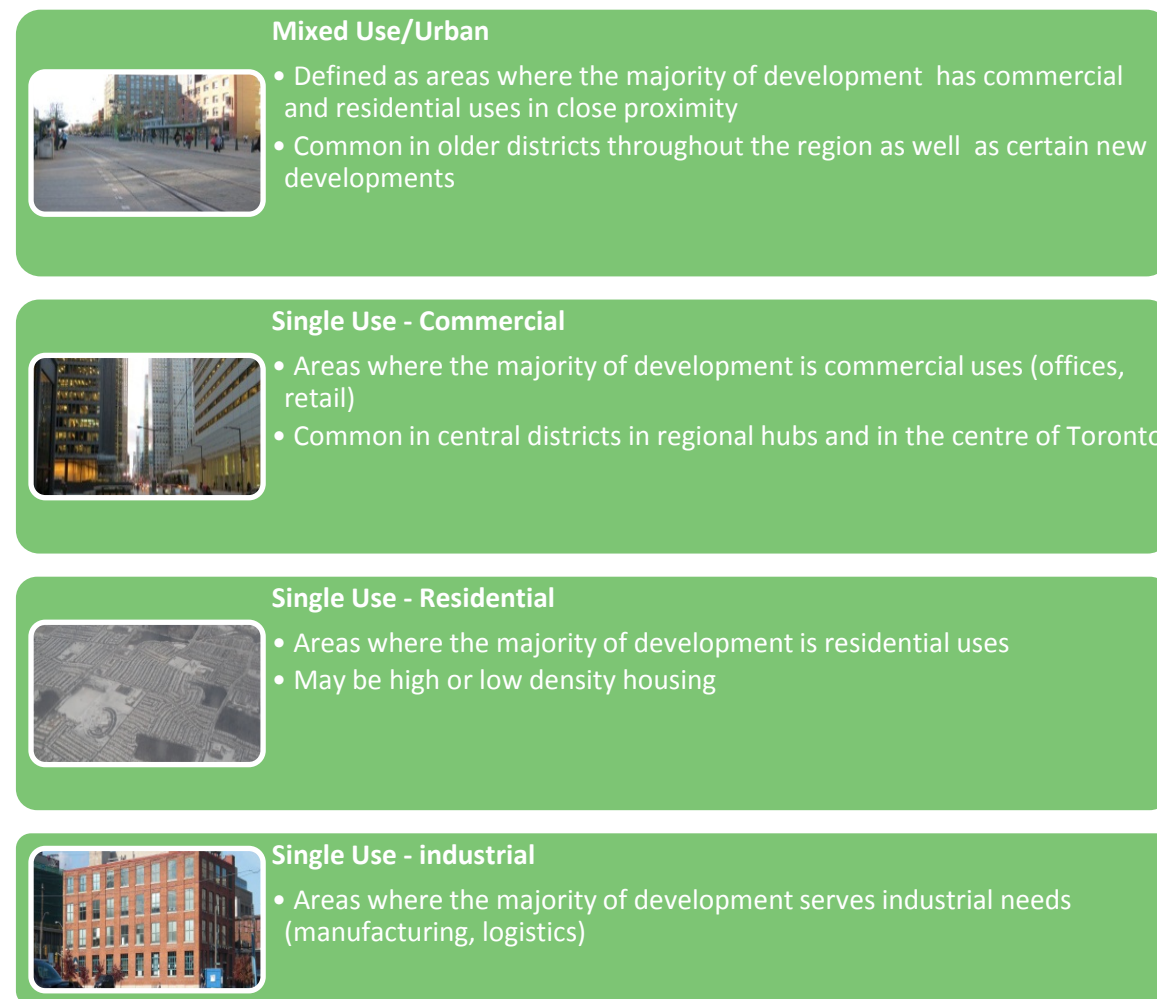 Mixed Use/Urban
• Defined as areas where the majority of development  has commercial
and residential uses in close proximity
• Common in older districts throughout the region as well  as certain new
developments
Single Use - Commercial
• Areas where the majority of development is commercial uses (offices,
retail)
• Common in central districts in regional hubs and in the centre of Toronto
Single Use - Residential
• Areas where the majority of development is residential uses
• May be high or low density housing
Single Use - industrial
• Areas where the majority of development serves industrial needs
(manufacturing, logistics)